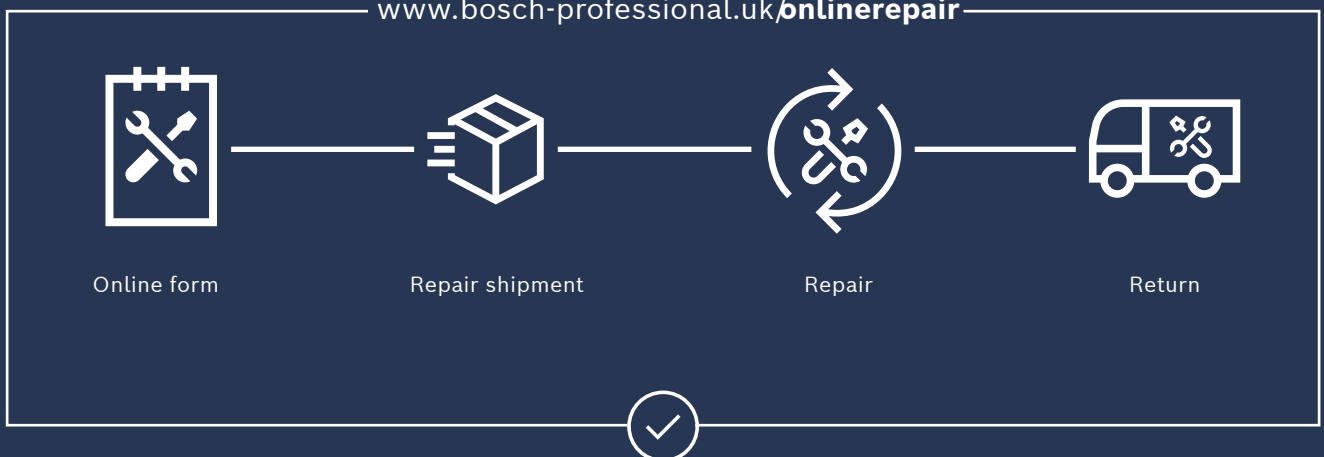 www.bosch-professional.uk/onlinerepair
Online form
Repair shipment
Repair
Return